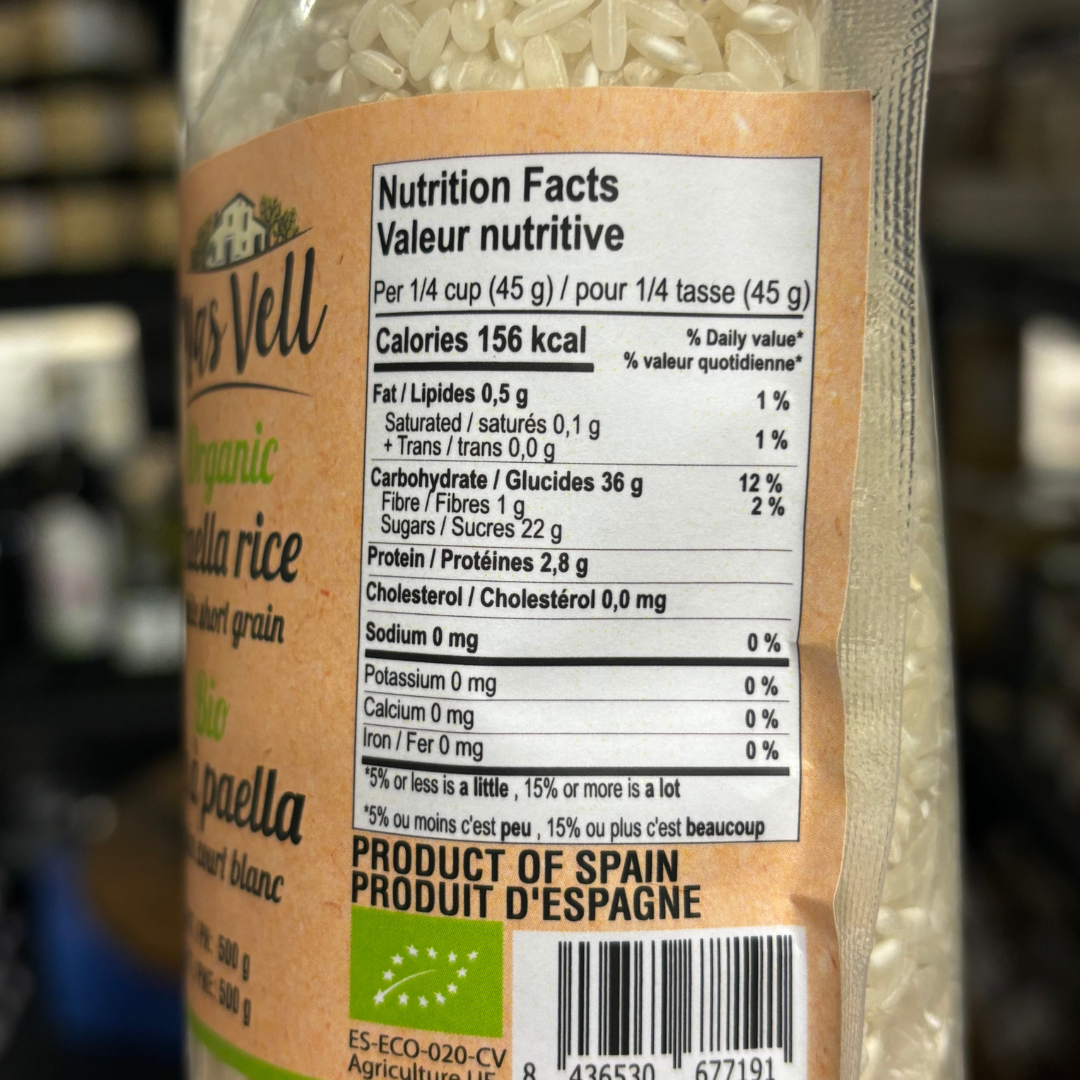 Vell
Organic
rice
short grain
Bio
paella
court blanc
500 g
500 g
Nutrition Facts
Valeur nutritive
Per 1/4 cup (45 g) / pour 1/4 tasse (45 g)
Calories 156 kcal
% Daily value*
% valeur quotidienne*
Fat / Lipides 0,5 g 1 %
Saturated / saturés 0,1 g
+ Trans / trans 0,0 g 1 %
Carbohydrate / Glucides 36 g 12 %
Fibre / Fibres 1 g 2 %
Sugars / Sucres 22 g
Protein / Protéines 2,8 g
Cholesterol / Cholestérol 0,0 mg
Sodium 0 mg 0 %
Potassium 0 mg 0 %
Calcium 0 mg 0 %
Iron / Fer 0 mg 0 %
*5% or less is a little , 15% or more is a lot
*5% ou moins c'est peu , 15% ou plus c'est beaucoup
PRODUCT OF SPAIN
PRODUIT D'ESPAGNE
ES-ECO-020-CV
Agriculture UE
8 436530 677191